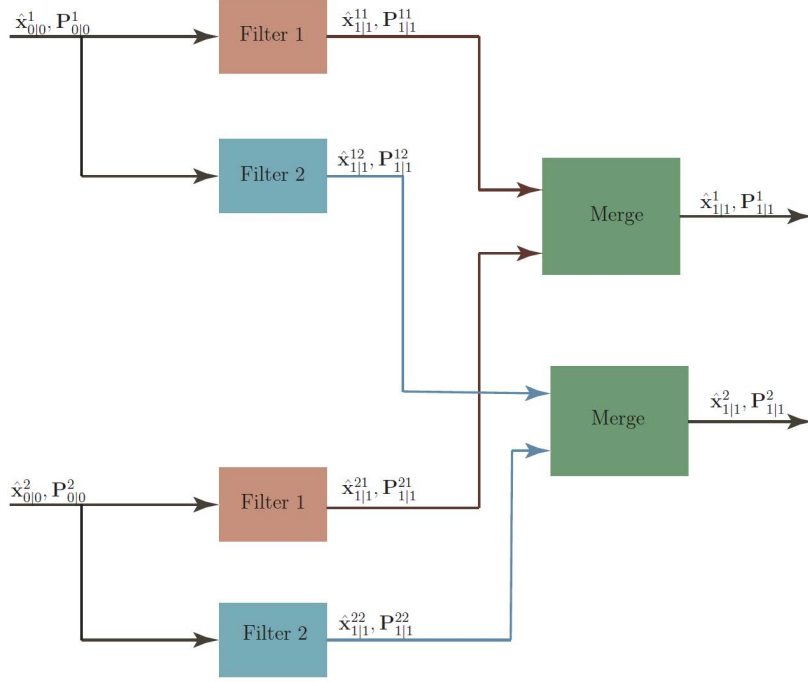 x̂¹₀|₀, P¹₀|₀
Filter 1
x̂¹¹₁|₁, P¹¹₁|₁
Filter 2
x̂¹²₁|₁, P¹²₁|₁
Merge
x̂¹₁|₁, P¹₁|₁
Merge
x̂²₁|₁, P²₁|₁
x̂²₀|₀, P²₀|₀
Filter 1
x̂²¹₁|₁, P²¹₁|₁
Filter 2
x̂²²₁|₁, P²²₁|₁